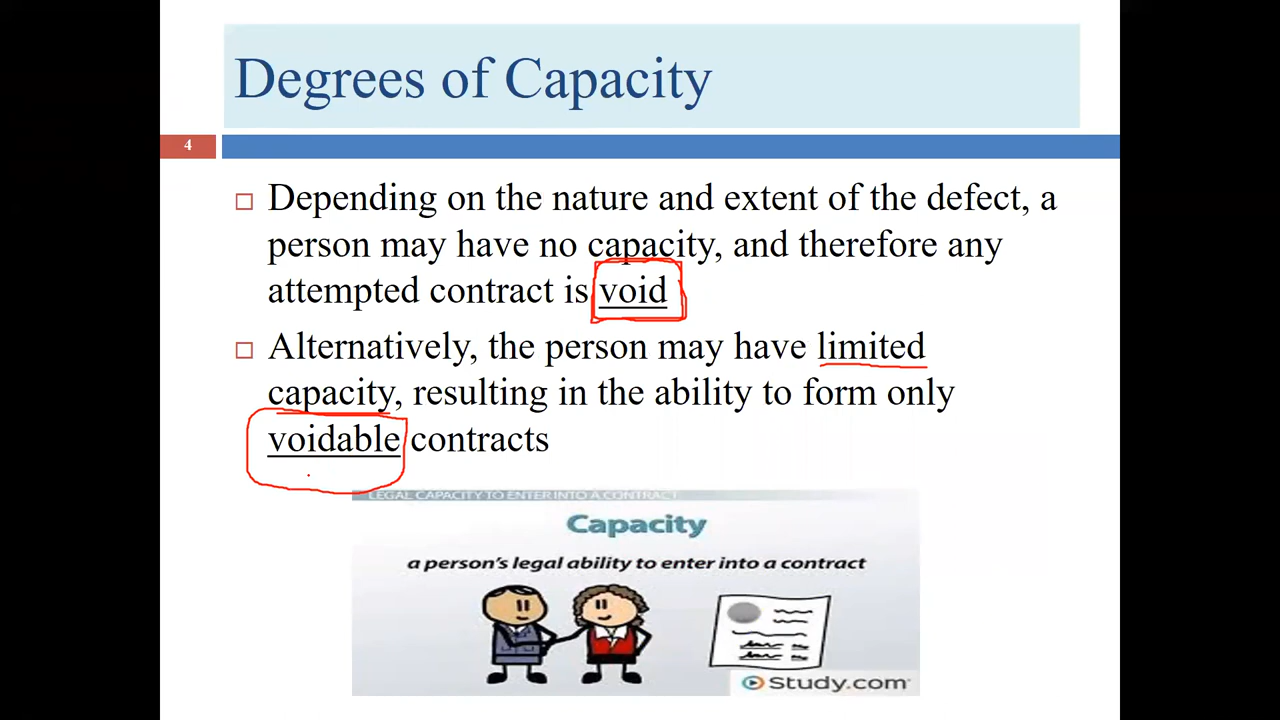 Degrees of Capacity
4
Depending on the nature and extent of the defect, a
person may have no capacity, and therefore any
attempted contract is void
Alternatively, the person may have limited
capacity, resulting in the ability to form only
voidable contracts
LEGAL CAPACITY TO ENTER INTO A CONTRACT
Capacity
a person's legal ability to enter into a contract
Study.com